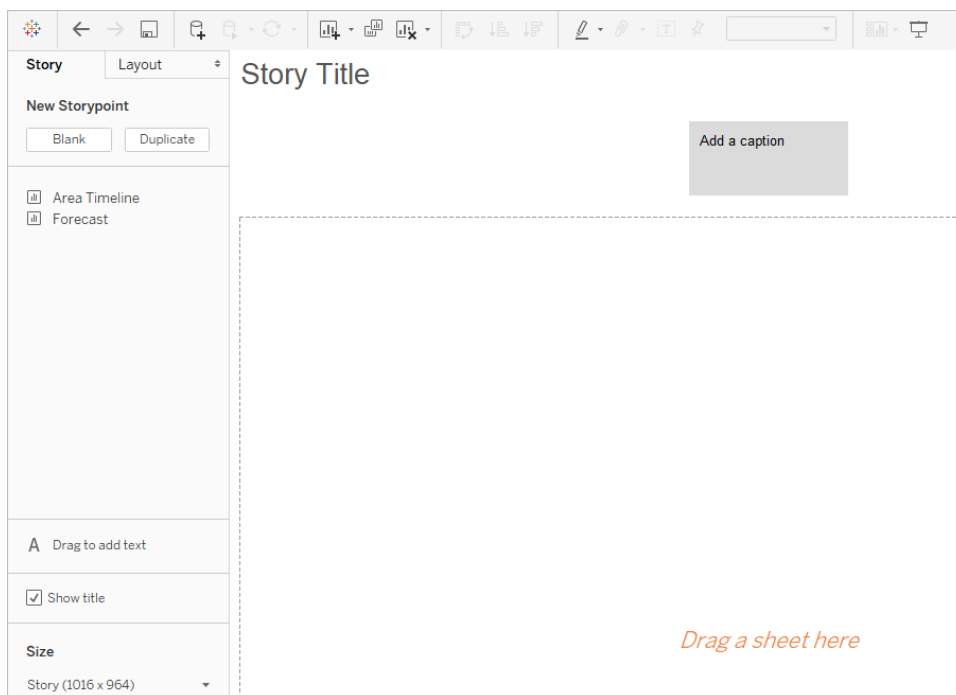 Story Layout
Story Title
New Storypoint
Blank Duplicate
Add a caption
Area Timeline
Forecast
A Drag to add text
Show title
Drag a sheet here
Size
Story (1016 x 964)